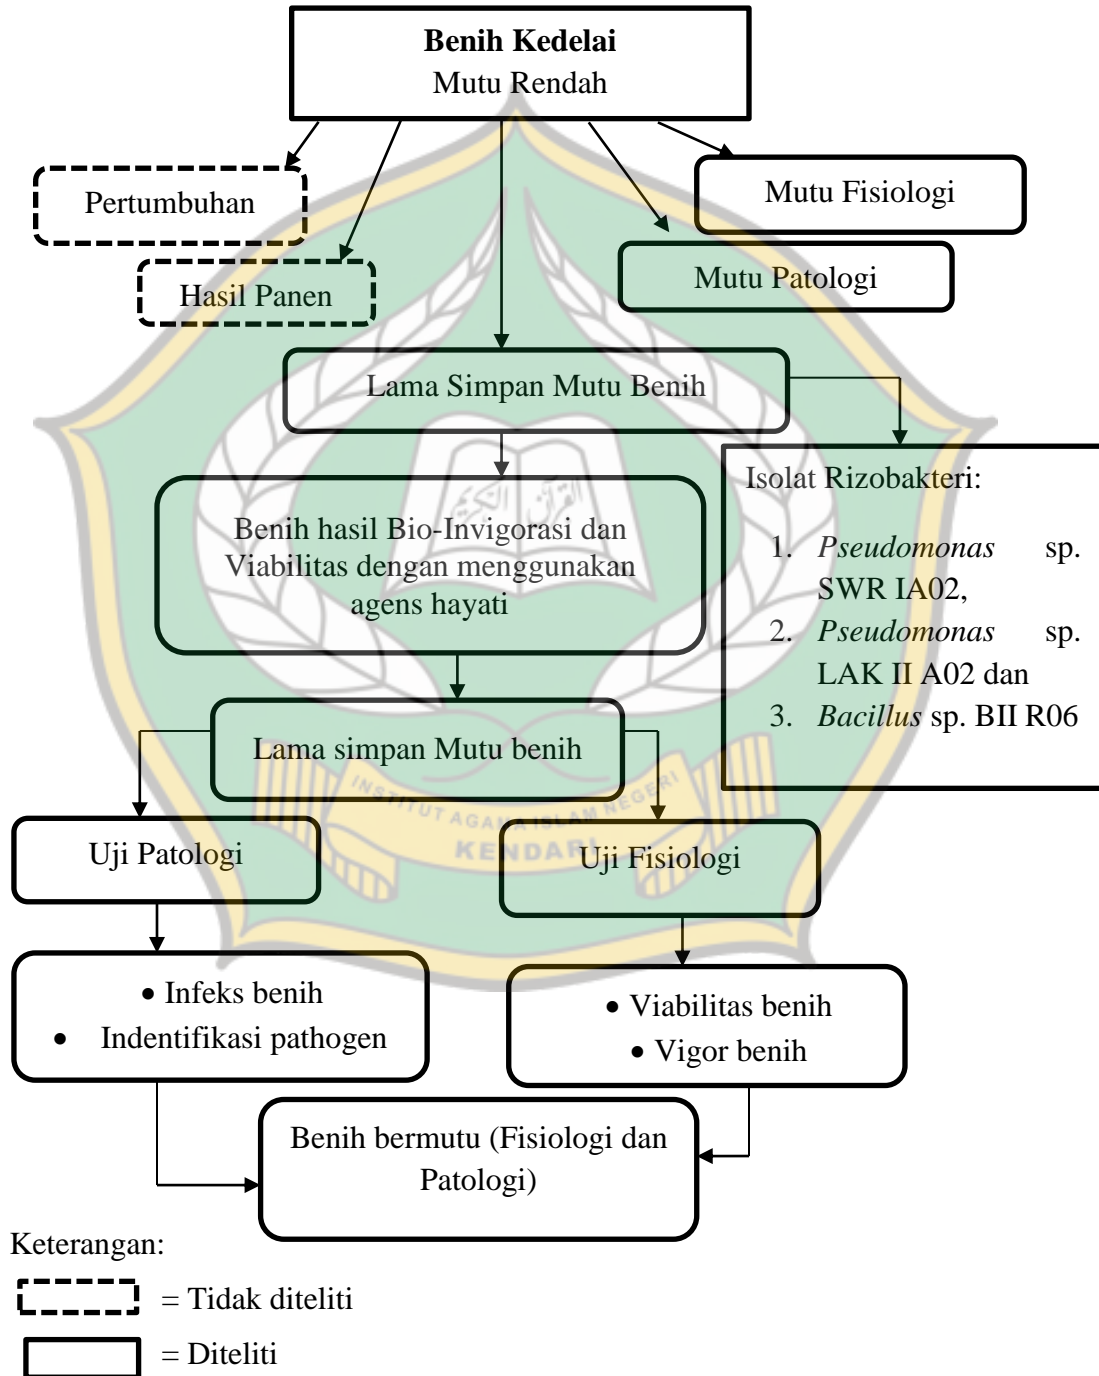 Benih Kedelai
Mutu Rendah
Pertumbuhan
Mutu Fisiologi
Hasil Panen
Mutu Patologi
Lama Simpan Mutu Benih
Isolat Rizobakteri:
1. Pseudomonas sp.
SWR IA02,
2. Pseudomonas sp.
LAK II A02 dan
3. Bacillus sp. BII R06
القرآن الكريم
Benih hasil Bio-Invigorasi dan
Viabilitas dengan menggunakan
agens hayati
Lama simpan Mutu benih
INSTITUT AGAMA ISLAM NEGERI
KENDARI
Uji Patologi
Uji Fisiologi
• Infeks benih
• Indentifikasi pathogen
• Viabilitas benih
• Vigor benih
Benih bermutu (Fisiologi dan
Patologi)
Keterangan:
= Tidak diteliti
= Diteliti